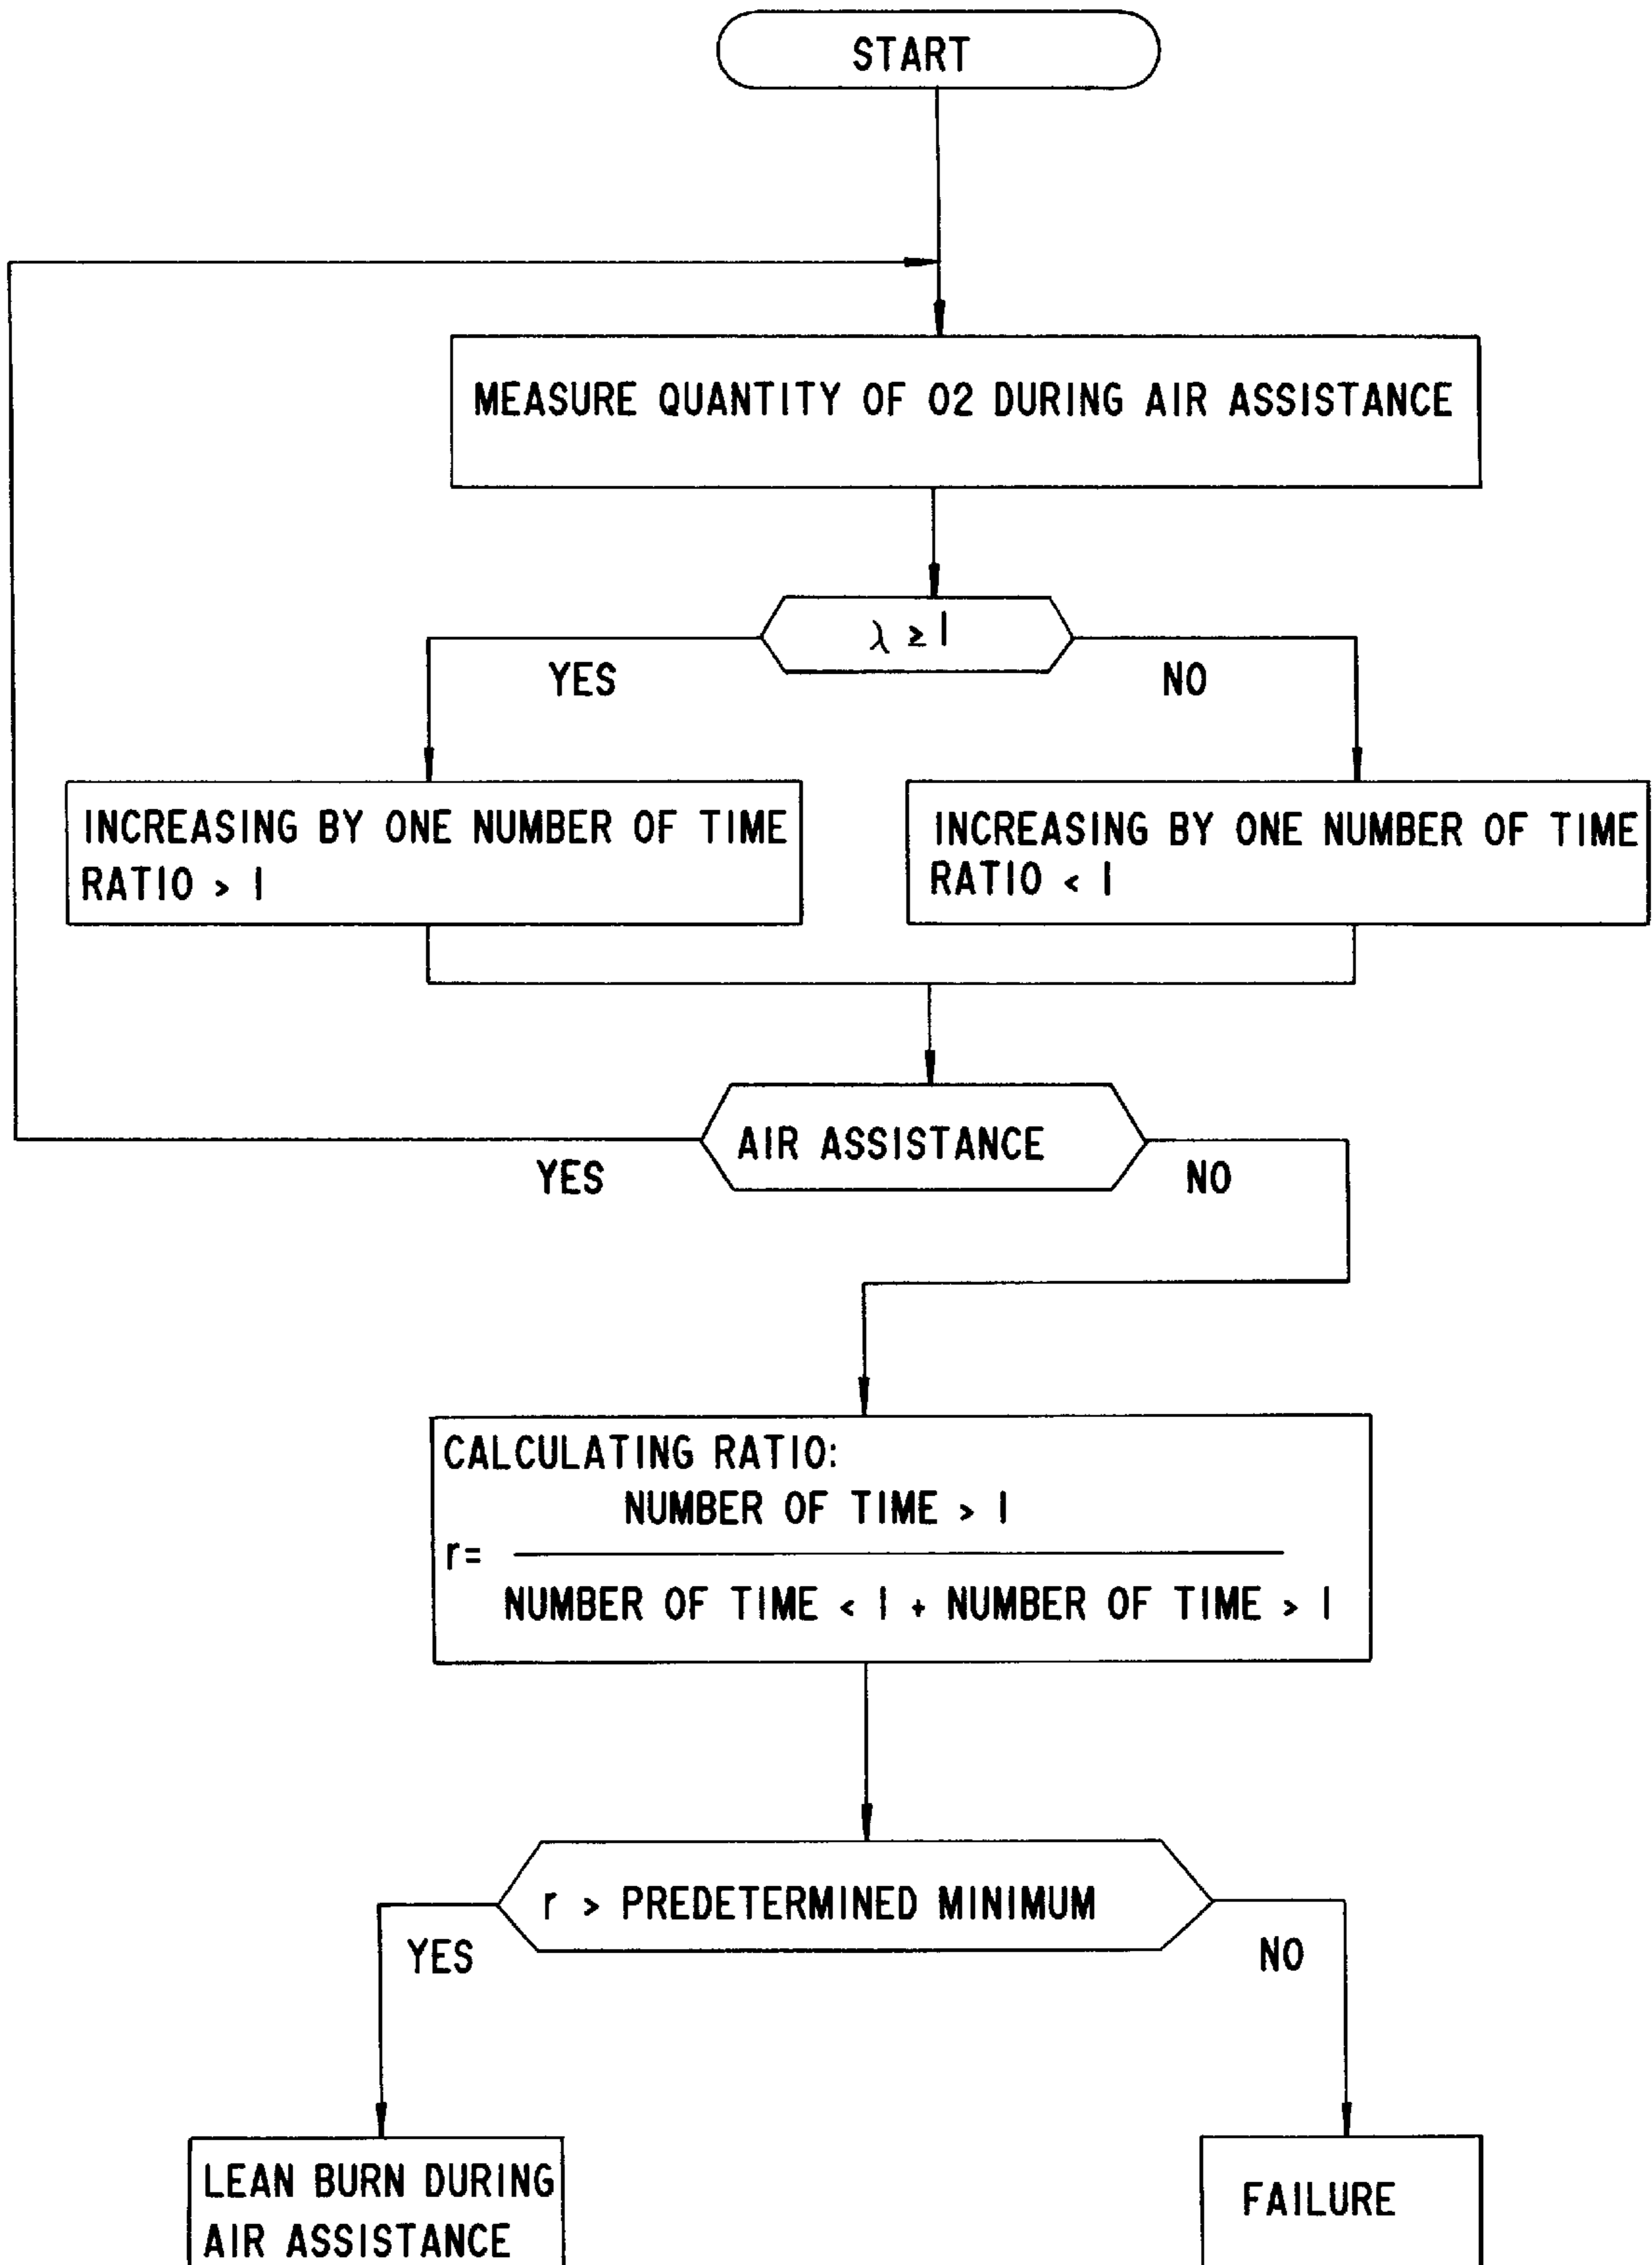 START
MEASURE QUANTITY OF O2 DURING AIR ASSISTANCE
λ ≥ 1
YES
NO
INCREASING BY ONE NUMBER OF TIME
RATIO > 1
INCREASING BY ONE NUMBER OF TIME
RATIO < 1
AIR ASSISTANCE
YES
NO
CALCULATING RATIO:
NUMBER OF TIME > 1
r=
NUMBER OF TIME < 1 + NUMBER OF TIME > 1
r > PREDETERMINED MINIMUM
YES
NO
LEAN BURN DURING
AIR ASSISTANCE
FAILURE